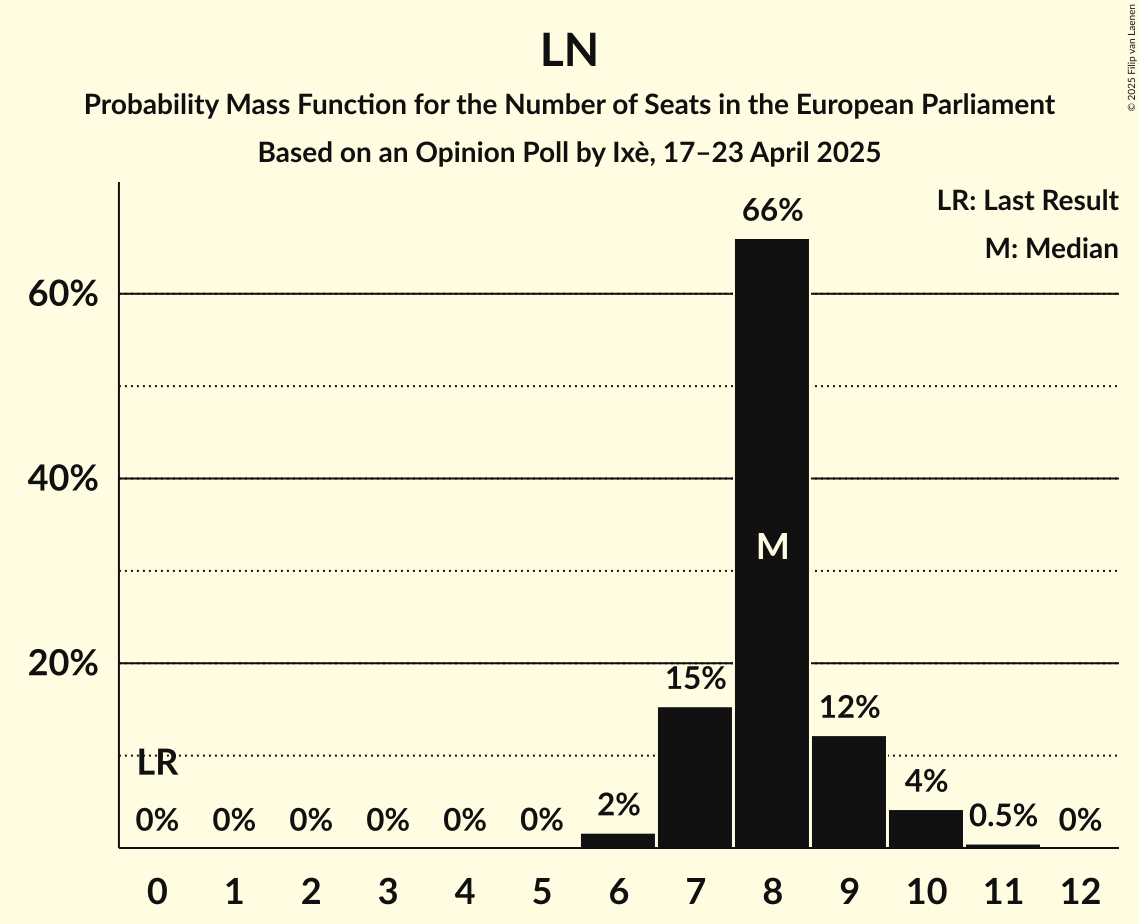 LN
Probability Mass Function for the Number of Seats in the European Parliament
Based on an Opinion Poll by Ixè, 17–23 April 2025
© 2025 Filip van Laenen
LR: Last Result
M: Median
66%
60%
M
40%
20%
15%
12%
LR
4%
2%
0.5%
0% 0% 0% 0% 0% 0% 0%
0 1 2 3 4 5 6 7 8 9 10 11 12